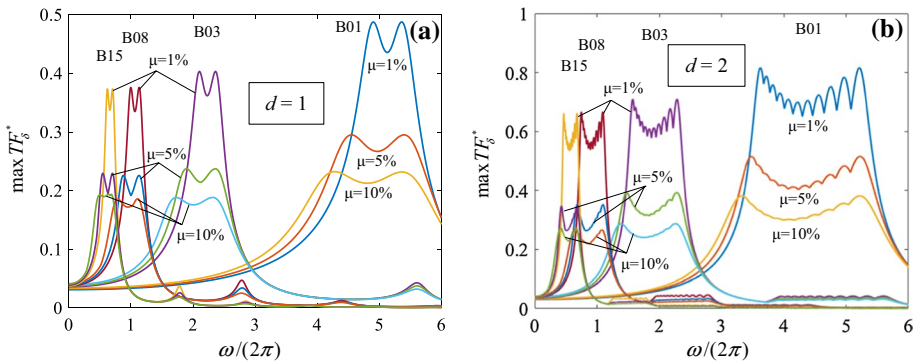 (a)
B15
B08
B03
B01
μ=1%
μ=1%
μ=5%
μ=5%
μ=10%
μ=10%
d = 1
max TF*δ
0.5
0.4
0.3
0.2
0.1
0
0 1 2 3 4 5 6
ω/(2π)
(b)
B15
B08
B03
B01
μ=1%
μ=1%
μ=5%
μ=5%
μ=10%
μ=10%
d = 2
max TF*δ
1
0.8
0.6
0.4
0.2
0
0 1 2 3 4 5 6
ω/(2π)